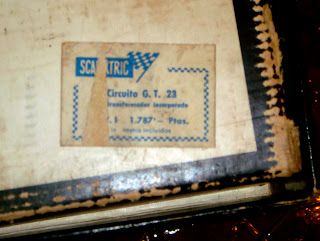 SCALEXTRIC
Circuito G. T. 23
transformador incorporado
1.787'— Ptas.